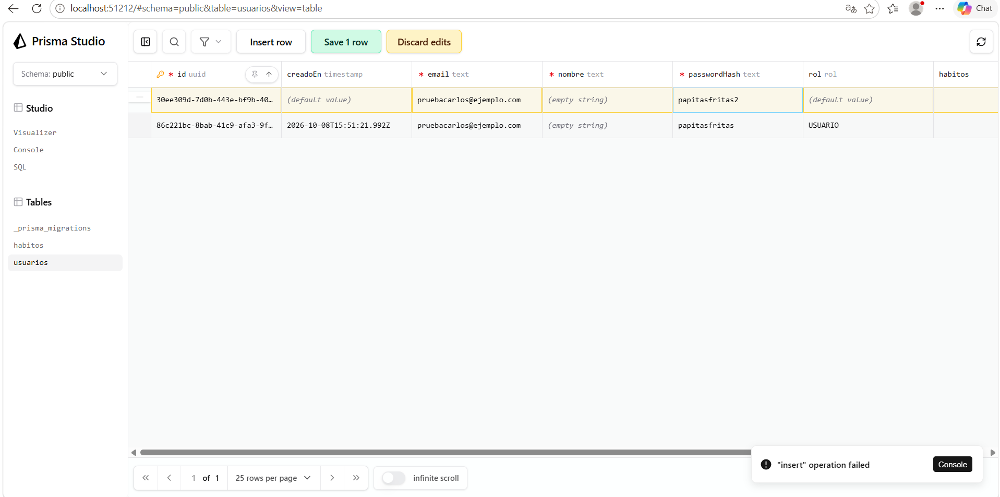 localhost:51212/#schema=public&table=usuarios&view=table
Chat
Prisma Studio
Insert row
Save 1 row
Discard edits
Schema: public
* id uuid
creadoEn timestamp
* email text
* nombre text
* passwordHash text
rol rol
habitos
30ee309d-7d0b-443e-bf9b-40…
(default value)
pruebacarlos@ejemplo.com
(empty string)
papitasfritas2
(default value)
86c221bc-8bab-41c9-afa3-9f…
2026-10-08T15:51:21.992Z
pruebacarlos@ejemplo.com
(empty string)
papitasfritas
USUARIO
Studio
Visualizer
Console
SQL
Tables
_prisma_migrations
habitos
usuarios
1 of 1
25 rows per page
infinite scroll
"insert" operation failed
Console